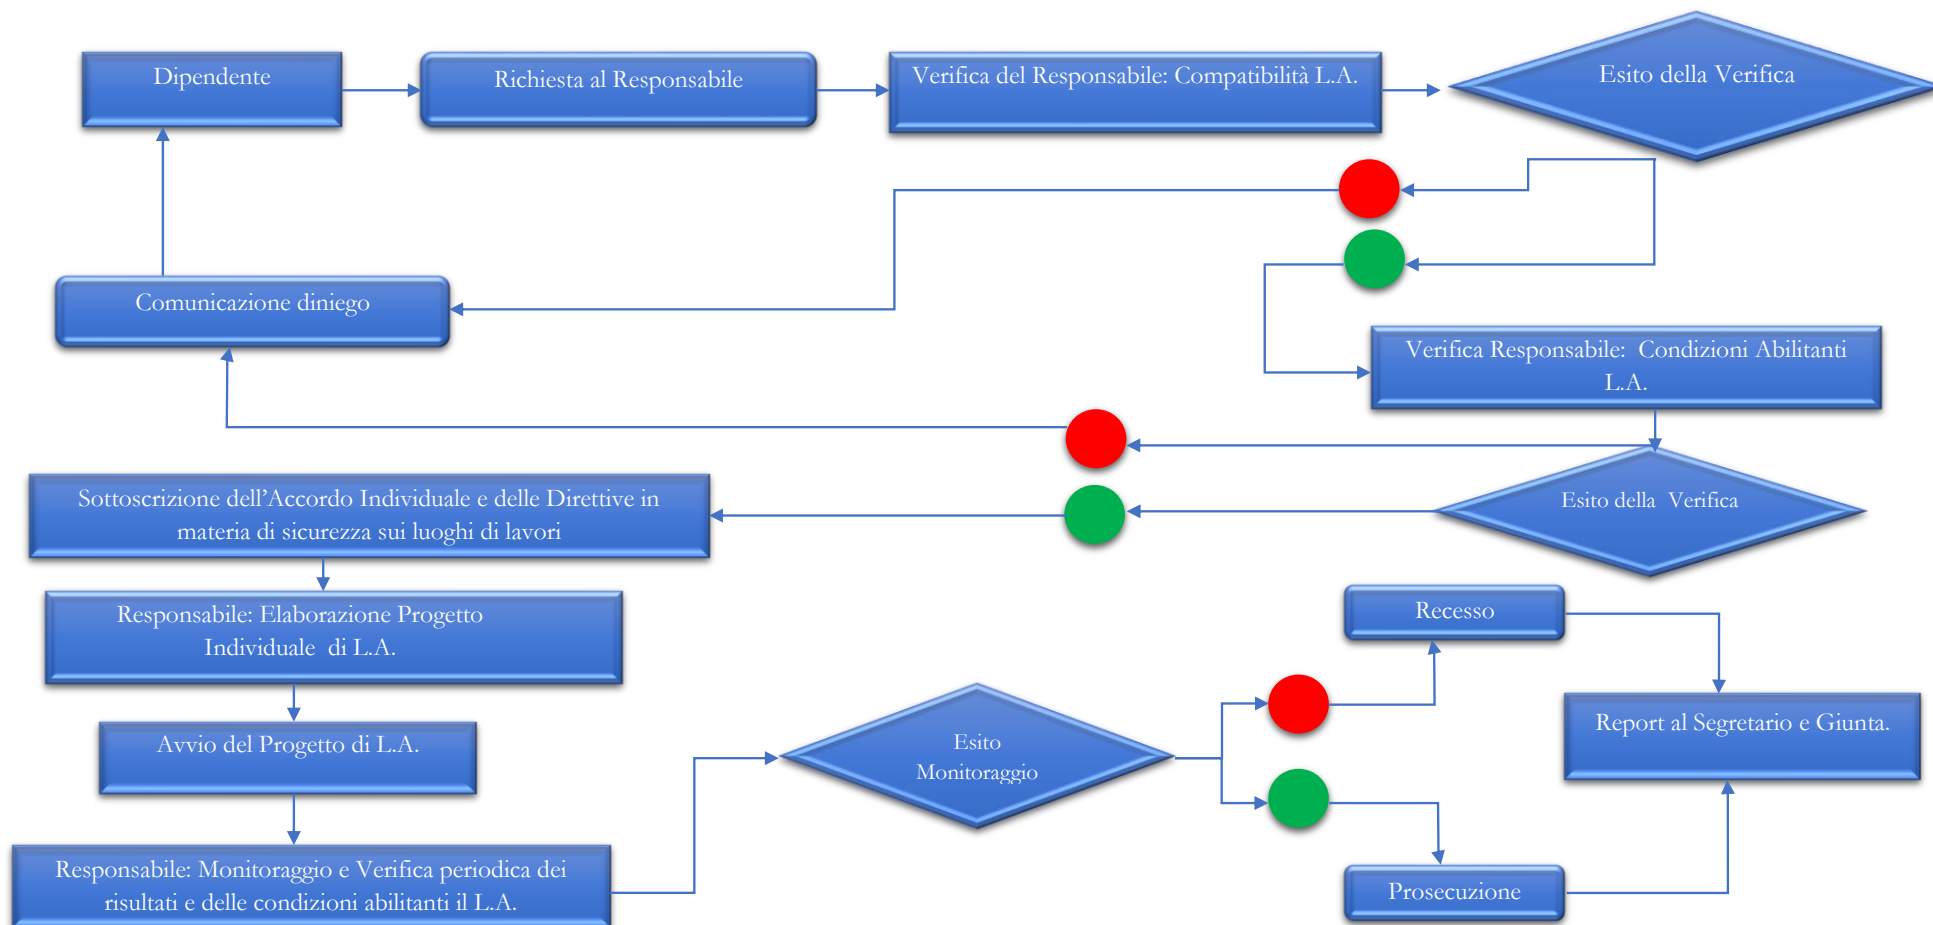 Dipendente
Richiesta al Responsabile
Verifica del Responsabile: Compatibilità L.A.
Esito della Verifica
Comunicazione diniego
Verifica Responsabile:  Condizioni Abilitanti
L.A.
Esito della  Verifica
Sottoscrizione dell’Accordo Individuale e delle Direttive in
materia di sicurezza sui luoghi di lavori
Responsabile: Elaborazione Progetto
Individuale  di L.A.
Avvio del Progetto di L.A.
Responsabile: Monitoraggio e Verifica periodica dei
risultati e delle condizioni abilitanti il L.A.
Esito
Monitoraggio
Recesso
Prosecuzione
Report al Segretario e Giunta.